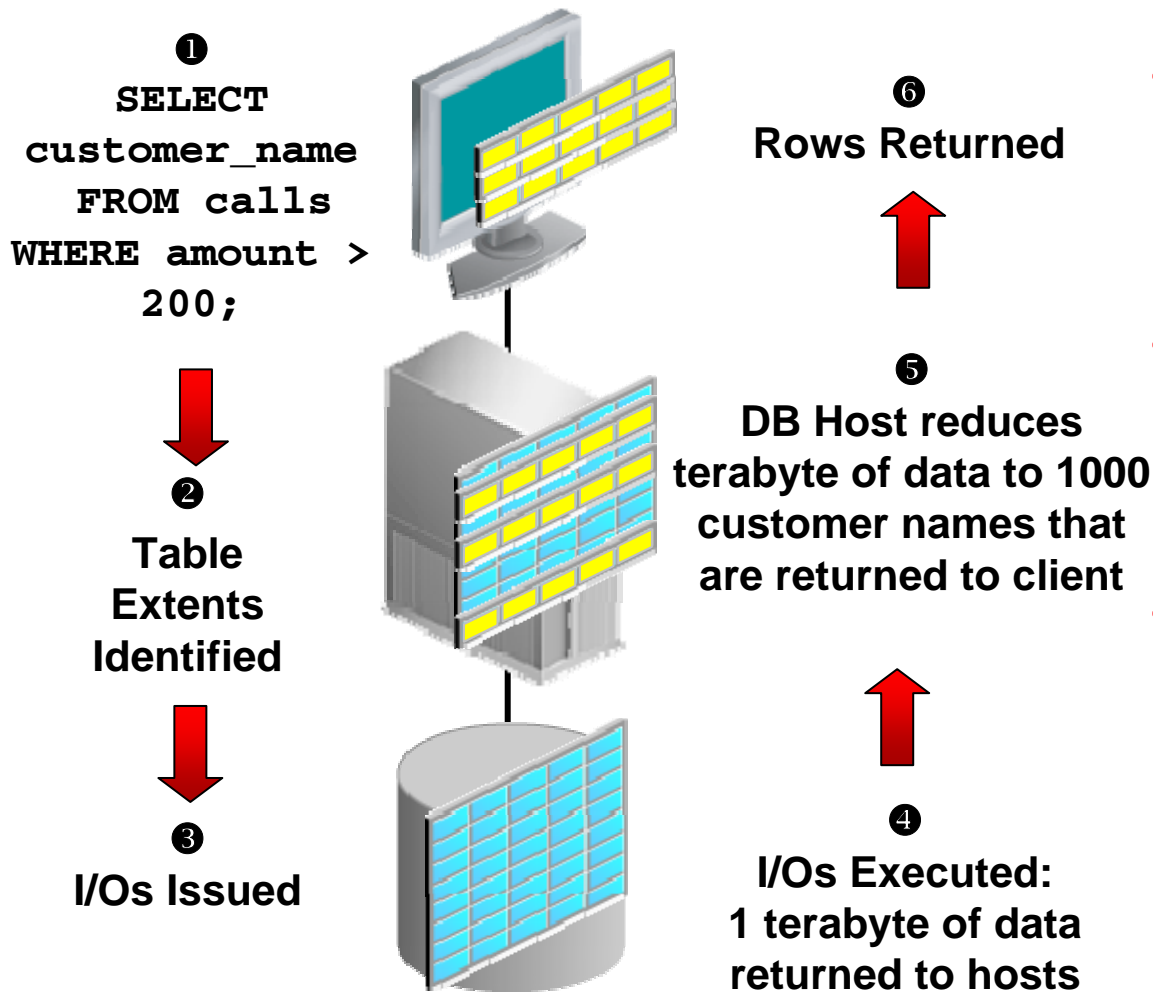 ❶
SELECT
customer_name
FROM calls
WHERE amount >
200;
❷
Table
Extents
Identified
❸
I/Os Issued
❹
I/Os Executed:
1 terabyte of data
returned to hosts
❺
DB Host reduces
terabyte of data to 1000
customer names that
are returned to client
❻
Rows Returned